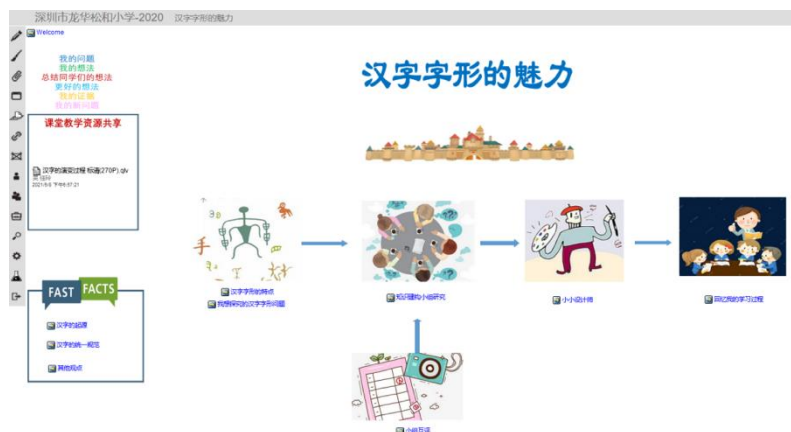 深圳市龙华松和小学-2020 汉字字形的魅力
Welcome
我的问题
我的想法
总结同学们的想法
更好的想法
我的证据
我的新问题
课堂教学资源共享
汉字的演变过程 标清(270P).qlv
2021/5/8 下午6:07:21
FAST FACTS
汉字的起源
汉字的统一规范
其他观点
汉字字形的魅力
手
汉字字形的特点
我想探究的汉字字形问题
知识建构小组研究
小小设计师
回忆我的学习过程
小组互评